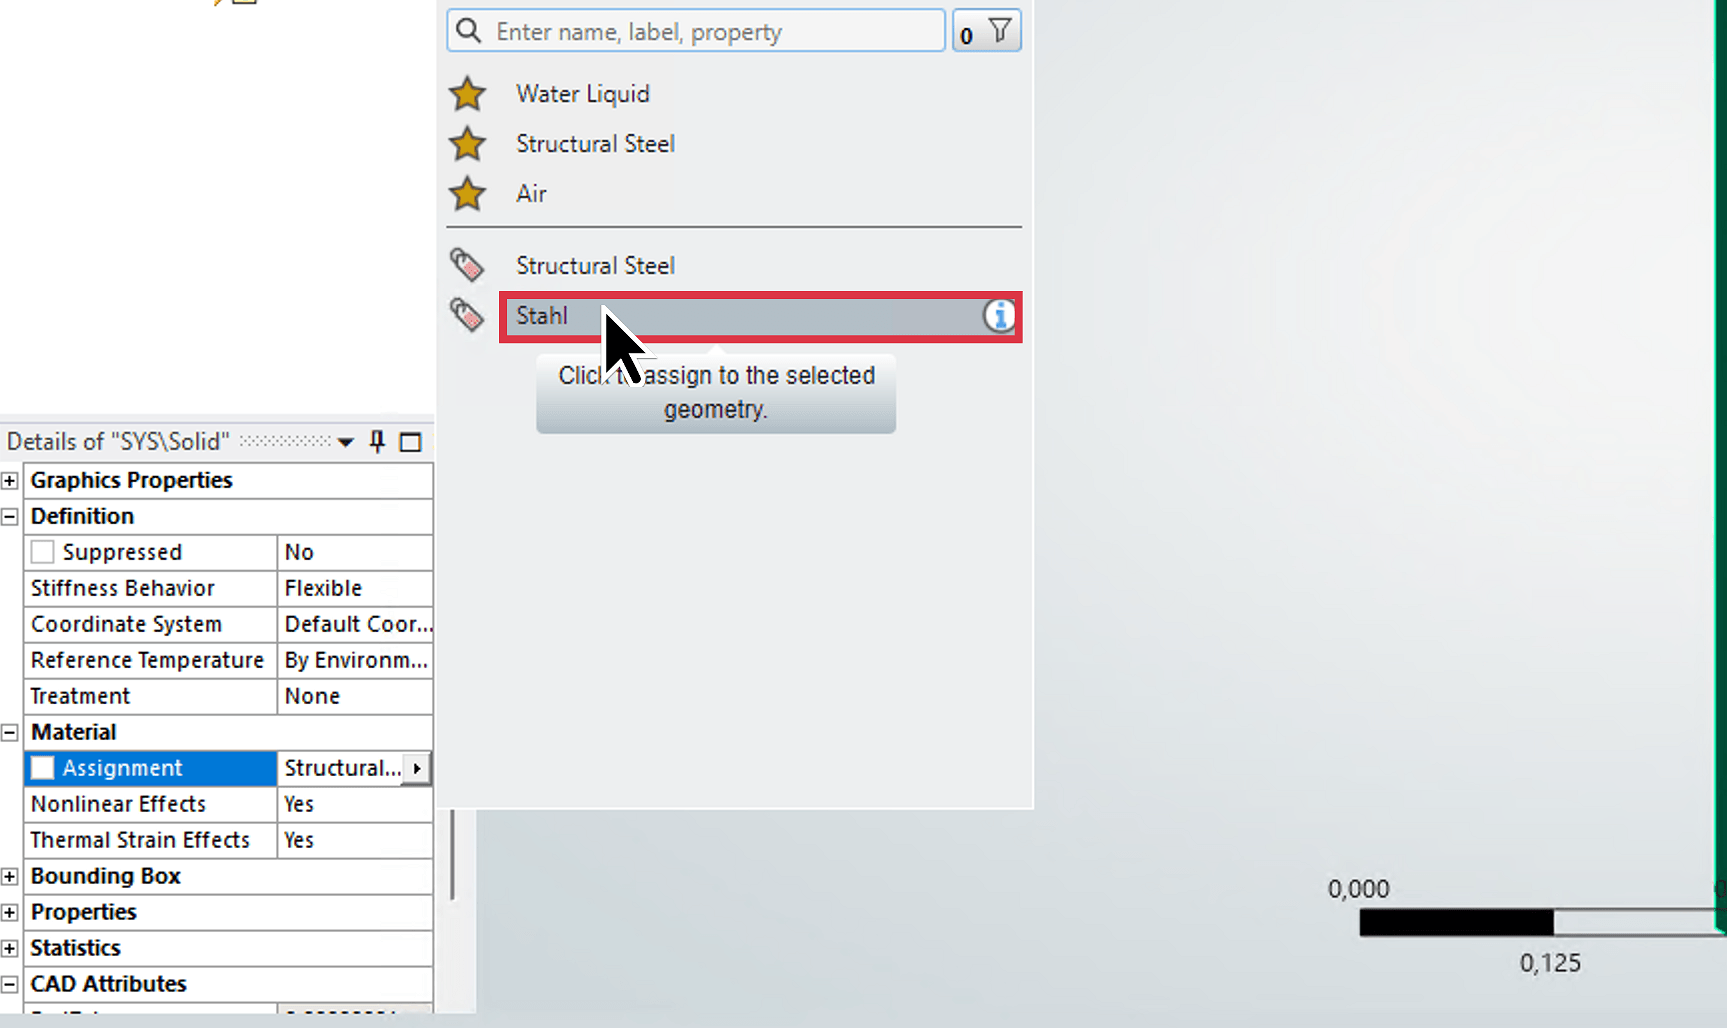 Enter name, label, property
0
Water Liquid
Structural Steel
Air
Structural Steel
Stahl
Click to assign to the selected
geometry.
Details of "SYS\Solid"
Graphics Properties
Definition
Suppressed No
Stiffness Behavior Flexible
Coordinate System Default Coor...
Reference Temperature By Environm...
Treatment None
Material
Assignment Structural...
Nonlinear Effects Yes
Thermal Strain Effects Yes
Bounding Box
Properties
Statistics
CAD Attributes
0,000
0,125